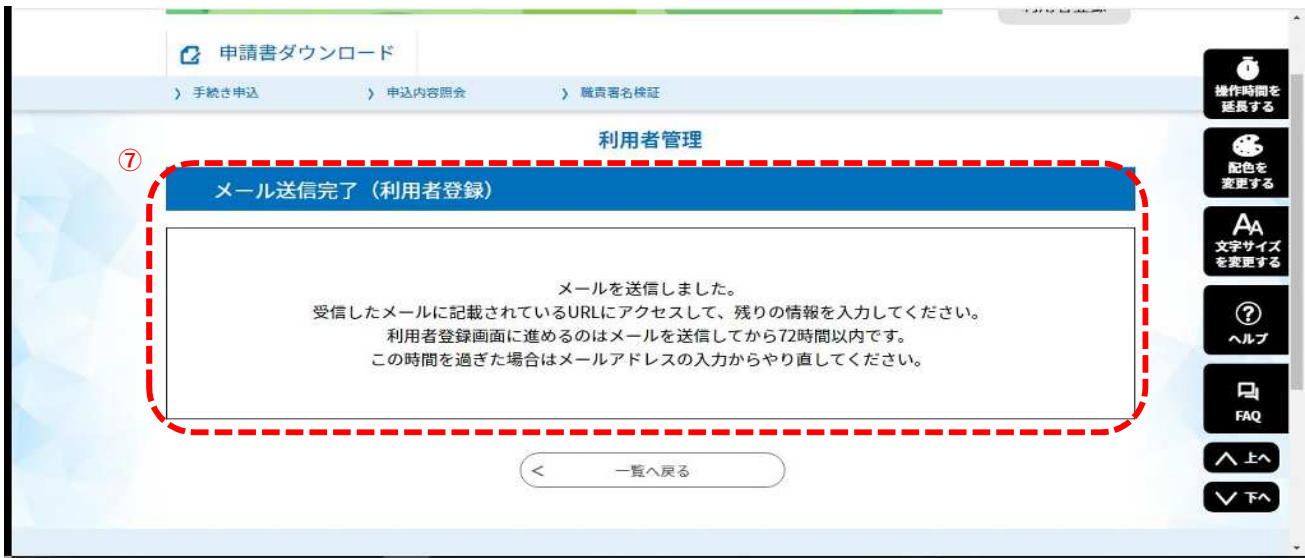 申請書ダウンロード
手続き申込
申込内容照会
職責署名検証
利用者管理
⑦
メール送信完了（利用者登録）
メールを送信しました。
受信したメールに記載されているURLにアクセスして、残りの情報を入力してください。
利用者登録画面に進めるのはメールを送信してから72時間以内です。
この時間を過ぎた場合はメールアドレスの入力からやり直してください。
< 一覧へ戻る
操作時間を
延長する
配色を
変更する
文字サイズ
を変更する
ヘルプ
FAQ
上へ
下へ